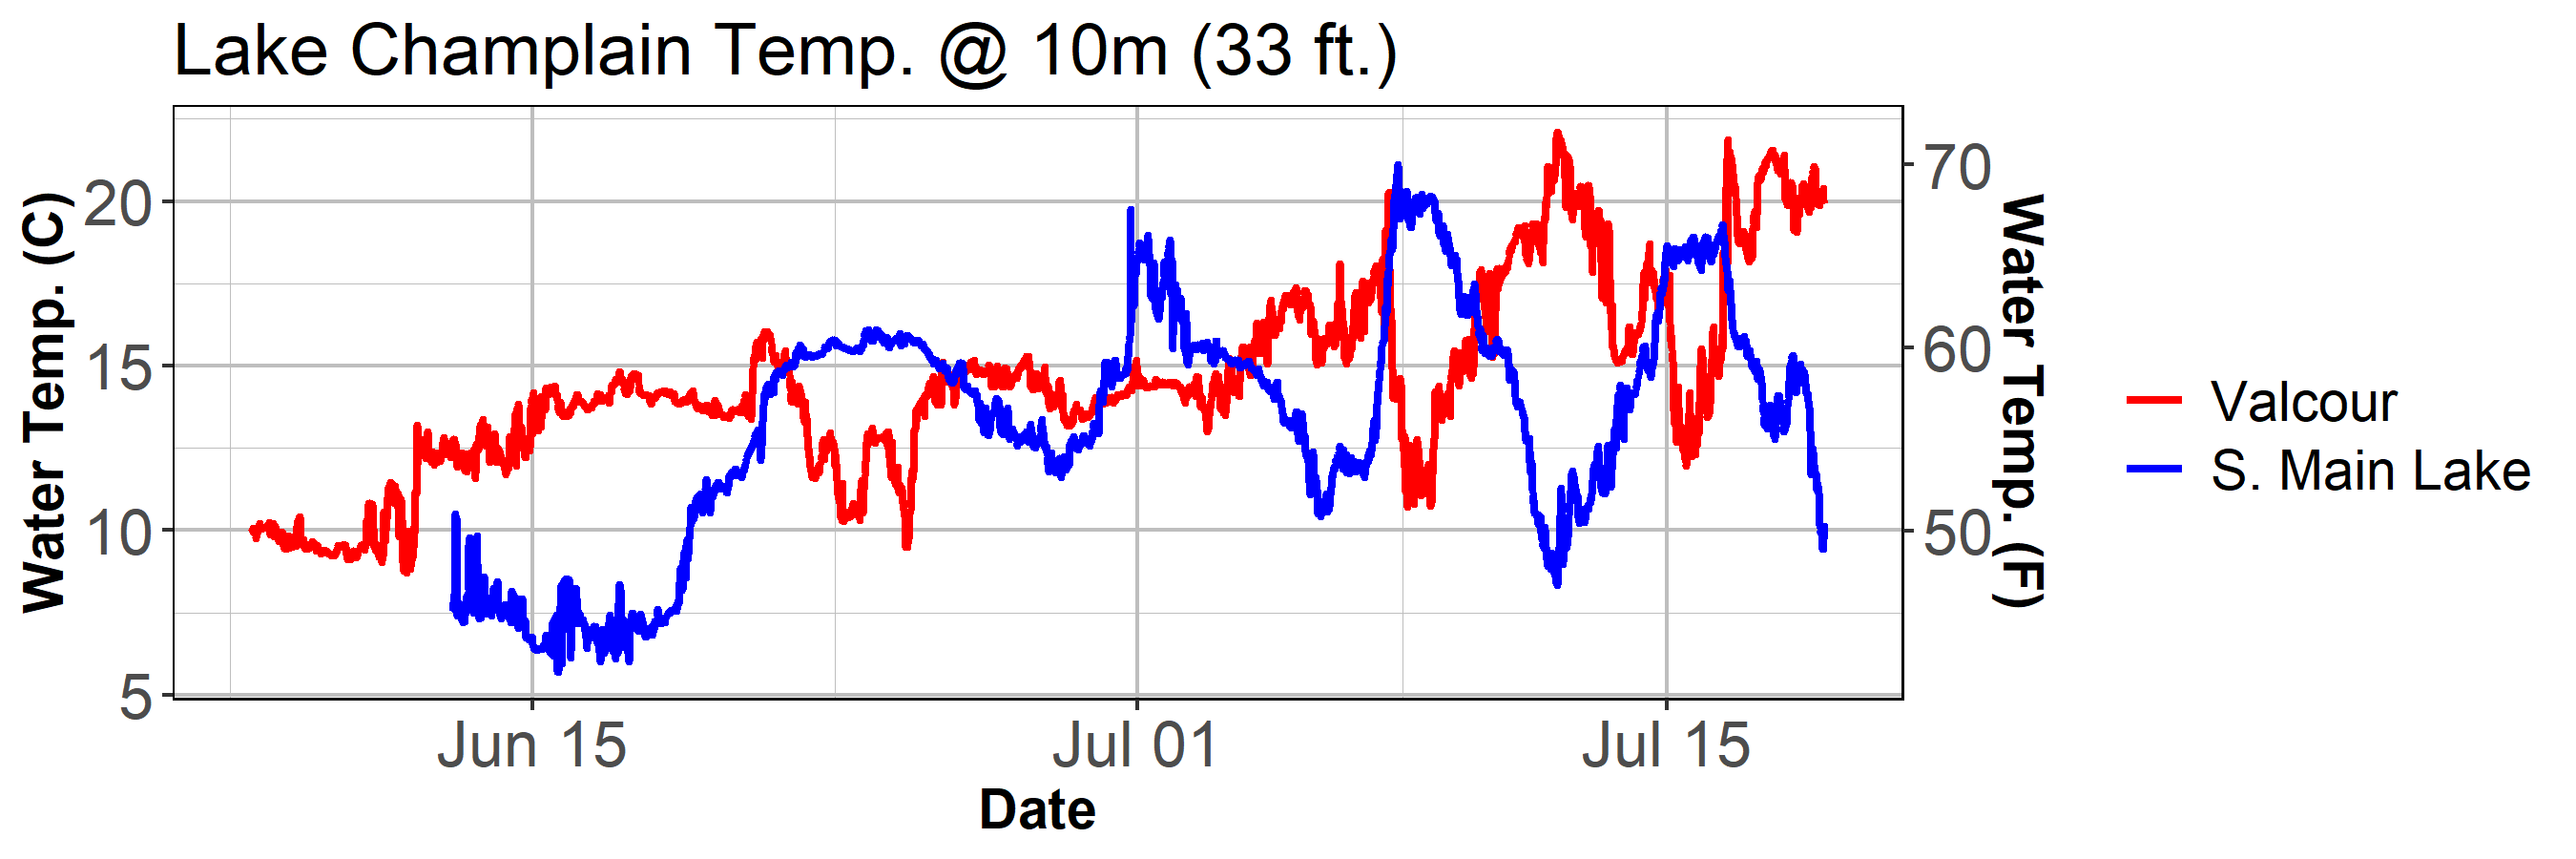 Lake Champlain Temp. @ 10m (33 ft.)
Water Temp. (C)
20
15
10
5
70
60
50
Water Temp. (F)
Jun 15
Jul 01
Jul 15
Date
Valcour
S. Main Lake